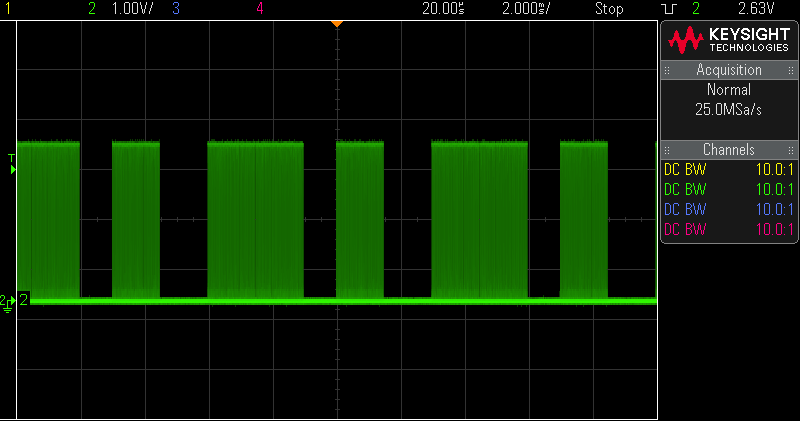 1 2 1.00V/ 3 4 20.00s 2.000ms/ Stop 2 2.63V
KEYSIGHT
TECHNOLOGIES
Acquisition
Normal
25.0MSa/s
Channels
DC BW 10.0:1
DC BW 10.0:1
DC BW 10.0:1
DC BW 10.0:1
T
2 2